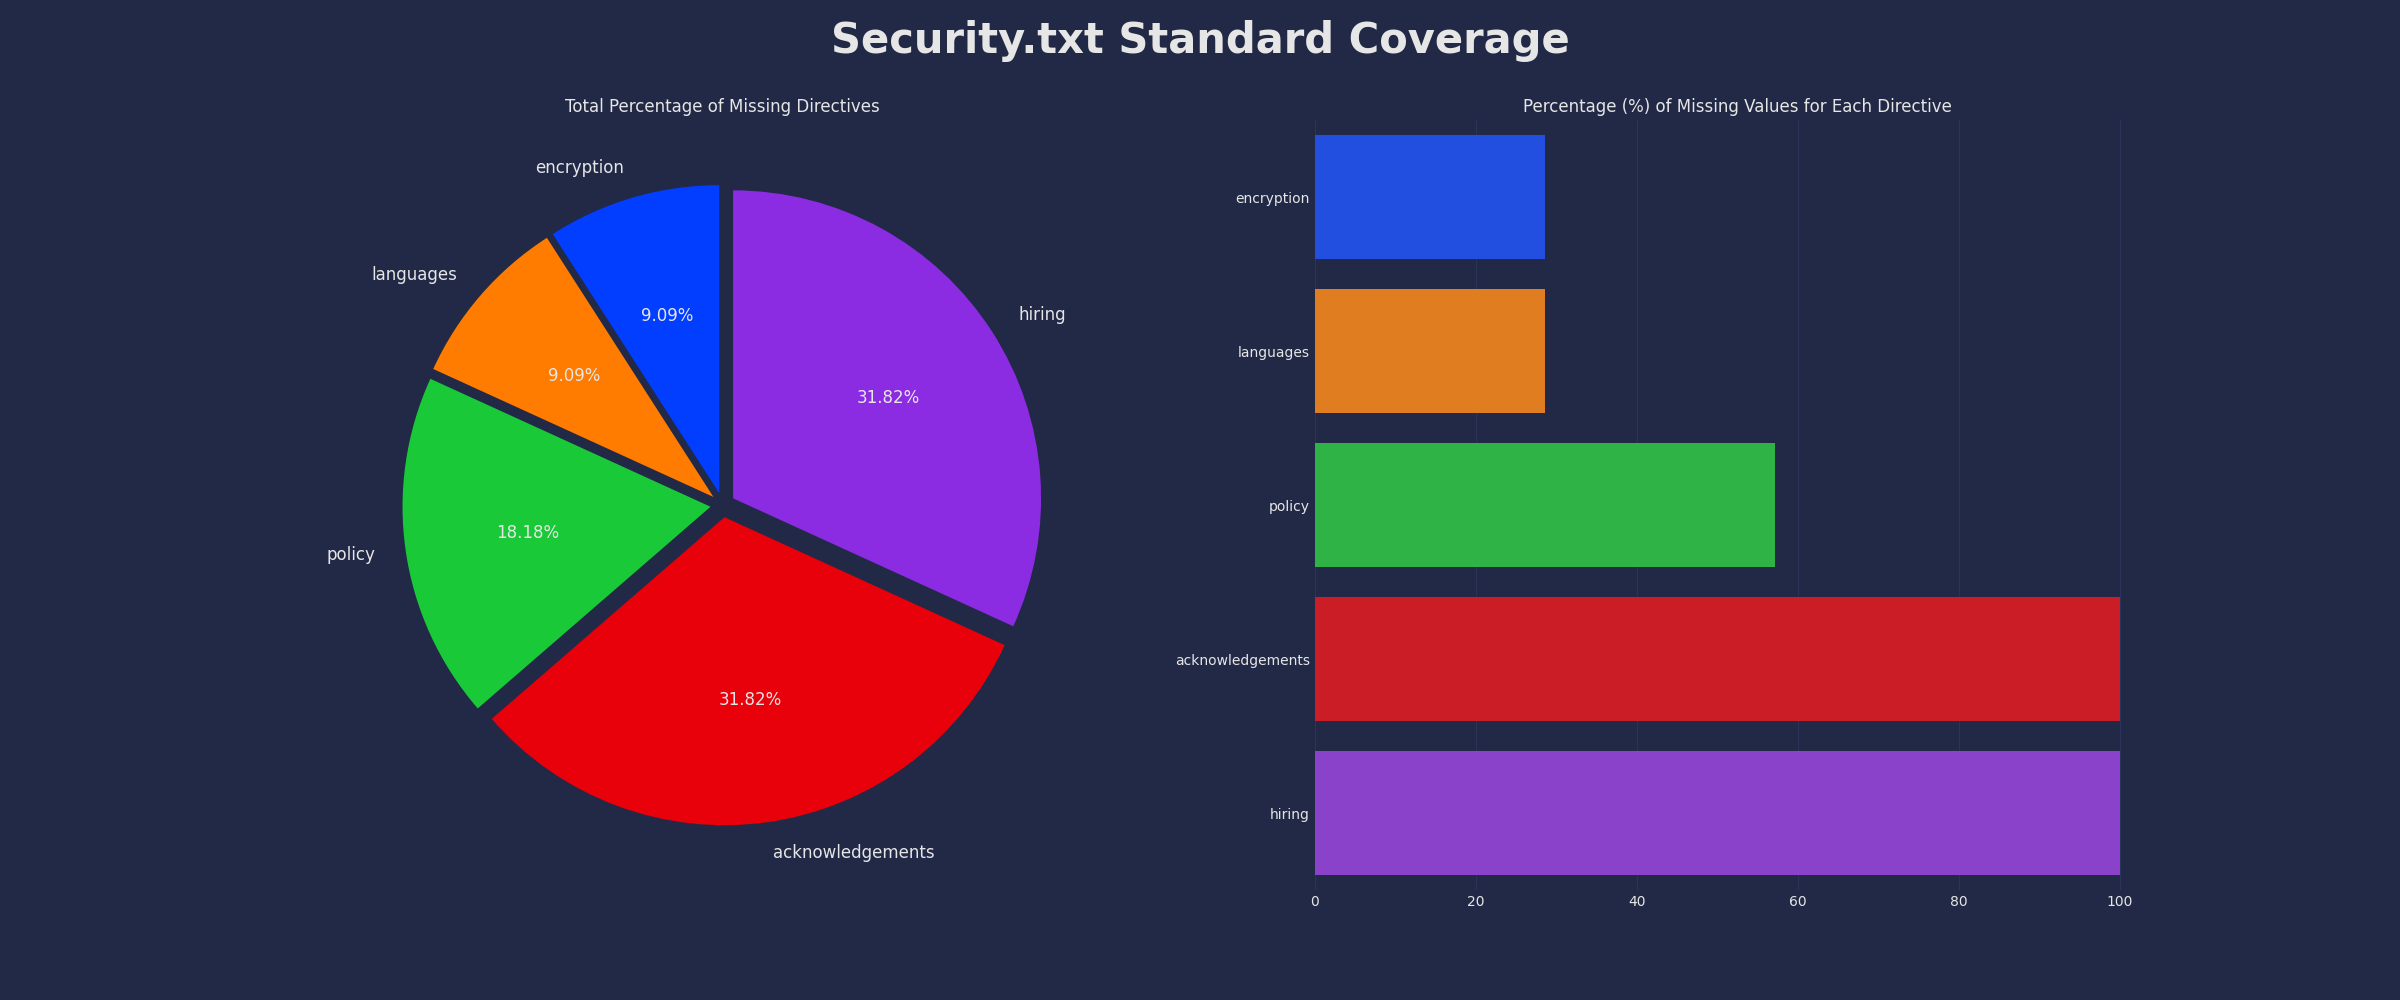 Security.txt Standard Coverage
Total Percentage of Missing Directives
encryption
languages
hiring
policy
acknowledgements
9.09%
9.09%
31.82%
18.18%
31.82%
Percentage (%) of Missing Values for Each Directive
encryption
languages
policy
acknowledgements
hiring
0 20 40 60 80 100